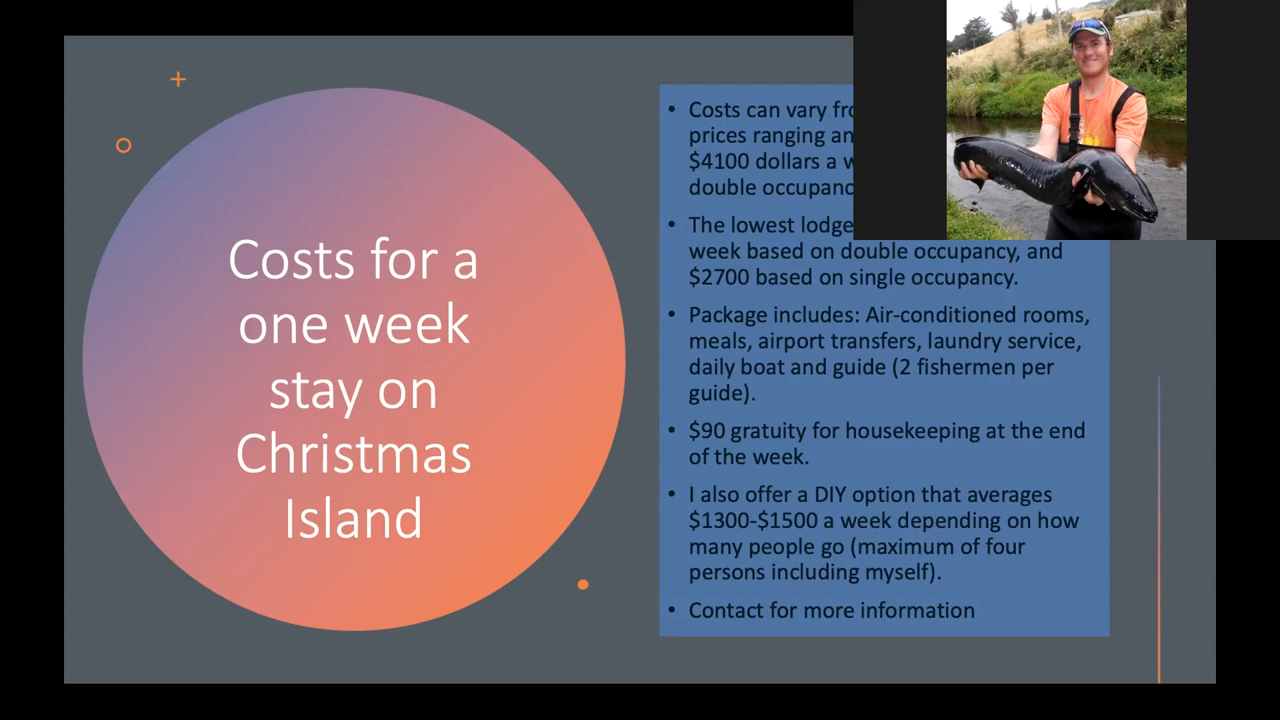 Costs for a
one week
stay on
Christmas
Island
• Costs can vary
prices ranging
$4100 dollars a
double
• The lowest
week based on double occupancy, and
$2700 based on single occupancy.
• Package includes: Air-conditioned rooms,
meals, airport transfers, laundry service,
daily boat and guide (2 fishermen per
guide).
• $90 gratuity for housekeeping at the end
of the week.
• I also offer a DIY option that averages
$1300-$1500 a week depending on how
many people go (maximum of four
persons including myself).
• Contact for more information